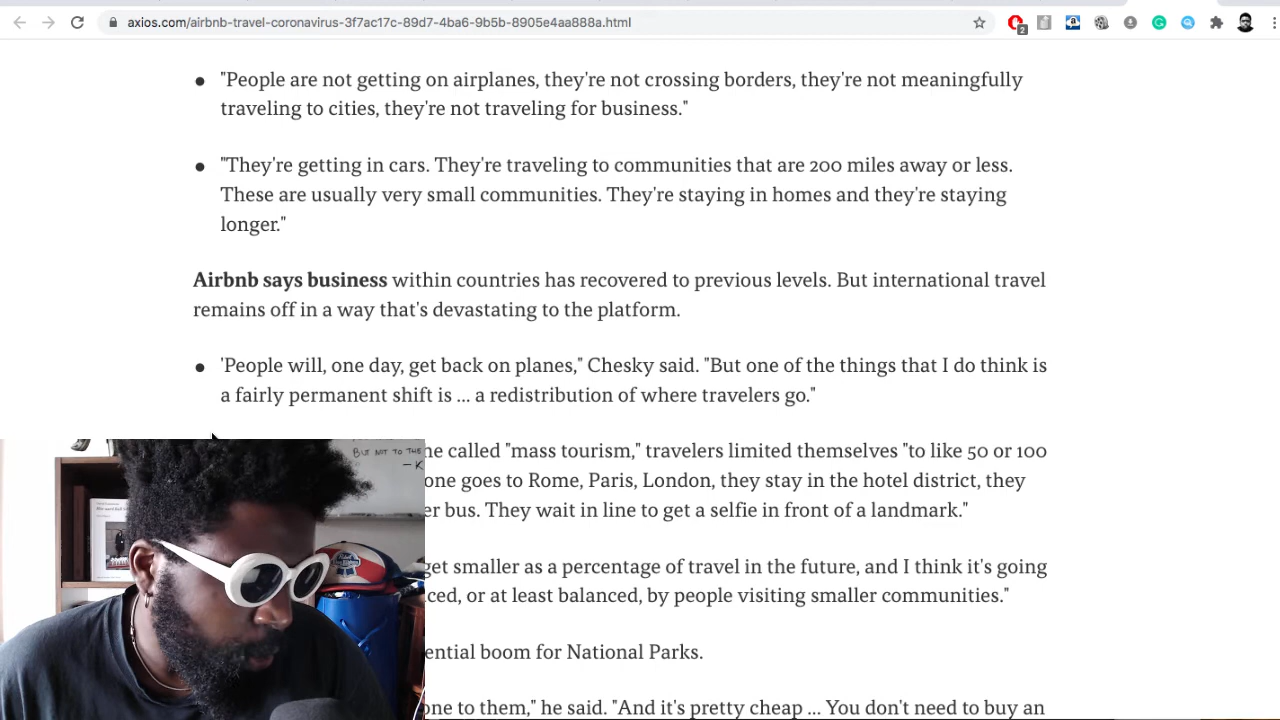 axios.com/airbnb-travel-coronavirus-3f7ac17c-89d7-4ba6-9b5b-8905e4aa888a.html
2
"People are not getting on airplanes, they're not crossing borders, they're not meaningfully
traveling to cities, they're not traveling for business."
"They're getting in cars. They're traveling to communities that are 200 miles away or less.
These are usually very small communities. They're staying in homes and they're staying
longer."
Airbnb says business within countries has recovered to previous levels. But international travel
remains off in a way that's devastating to the platform.
'People will, one day, get back on planes," Chesky said. "But one of the things that I do think is
a fairly permanent shift is ... a redistribution of where travelers go."
he called "mass tourism," travelers limited themselves "to like 50 or 100
one goes to Rome, Paris, London, they stay in the hotel district, they
er bus. They wait in line to get a selfie in front of a landmark."
get smaller as a percentage of travel in the future, and I think it's going
ced, or at least balanced, by people visiting smaller communities."
ential boom for National Parks.
one to them," he said. "And it's pretty cheap ... You don't need to buy an
BUT NOT TO THE
— K